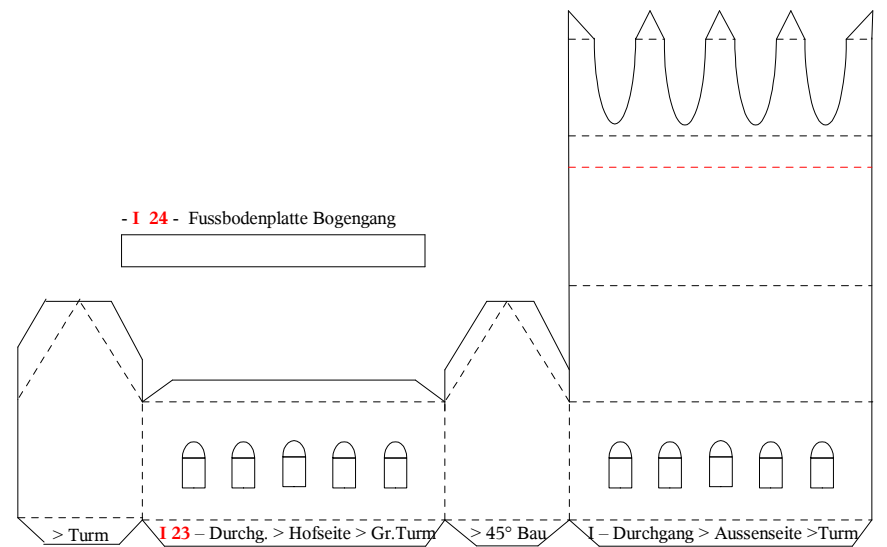 - I 24 - Fussbodenplatte Bogengang
> Turm
I 23 – Durchg. > Hofseite > Gr.Turm
> 45° Bau
I – Durchgang > Aussenseite >Turm